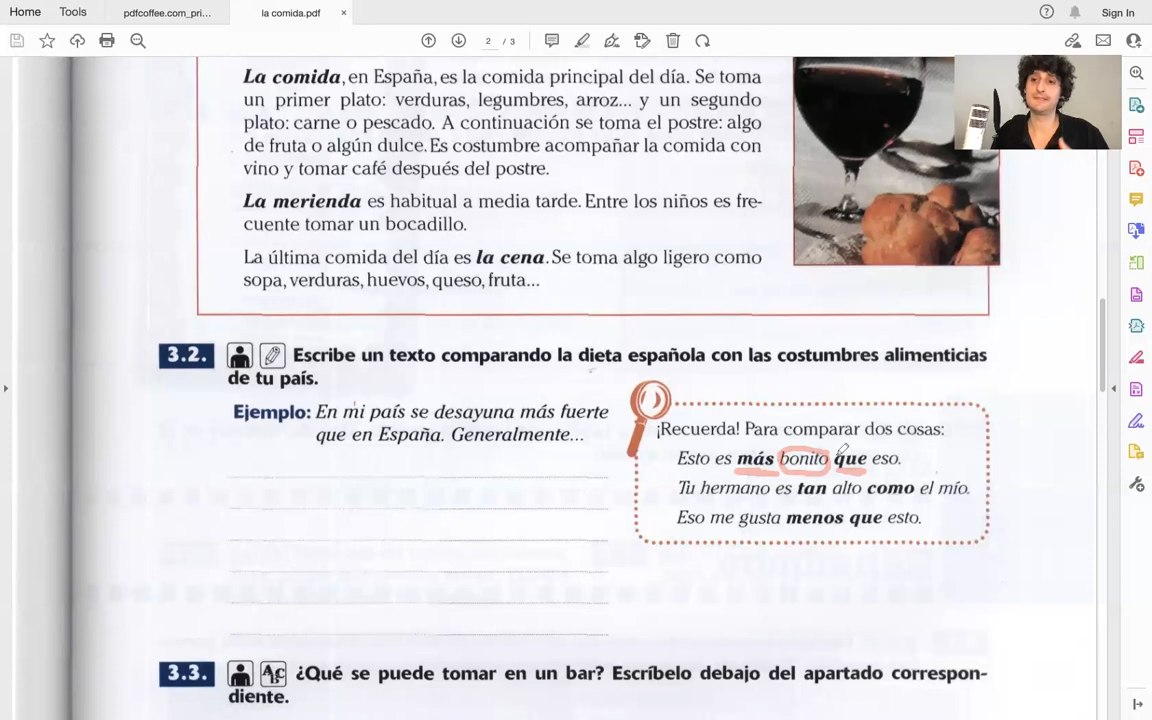 Home Tools pdfcoffee.com_pri... la comida.pdf × Sign In
2 / 3
La comida, en España, es la comida principal del día. Se toma
un primer plato: verduras, legumbres, arroz... y un segundo
plato: carne o pescado. A continuación se toma el postre: algo
de fruta o algún dulce. Es costumbre acompañar la comida con
vino y tomar café después del postre.
La merienda es habitual a media tarde. Entre los niños es fre-
cuente tomar un bocadillo.
La última comida del día es la cena. Se toma algo ligero como
sopa, verduras, huevos, queso, fruta...
3.2. Escribe un texto comparando la dieta española con las costumbres alimenticias
de tu país.
Ejemplo: En mi país se desayuna más fuerte
que en España. Generalmente...
¡Recuerda! Para comparar dos cosas:
Esto es más bonito que eso.
Tu hermano es tan alto como el mío.
Eso me gusta menos que esto.
3.3. ABC ¿Qué se puede tomar en un bar? Escríbelo debajo del apartado correspon-
diente.